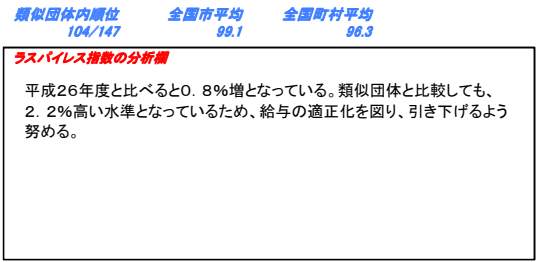 類似団体内順位 全国市平均 全国町村平均
104/147 99.1 96.3
ラスパイレス指数の分析欄
平成26年度と比べると0.8%増となっている。類似団体と比較しても、
2.2%高い水準となっているため、給与の適正化を図り、引き下げるよう
努める。